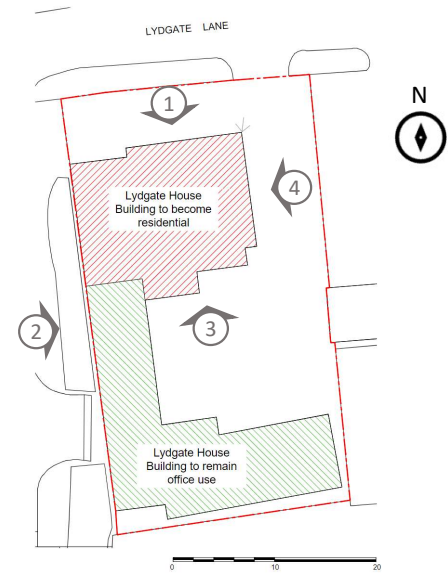 LYDGATE LANE
N
1
4
Lydgate House
Building to become
residential
2
3
Lydgate House
Building to remain
office use
0
10
20